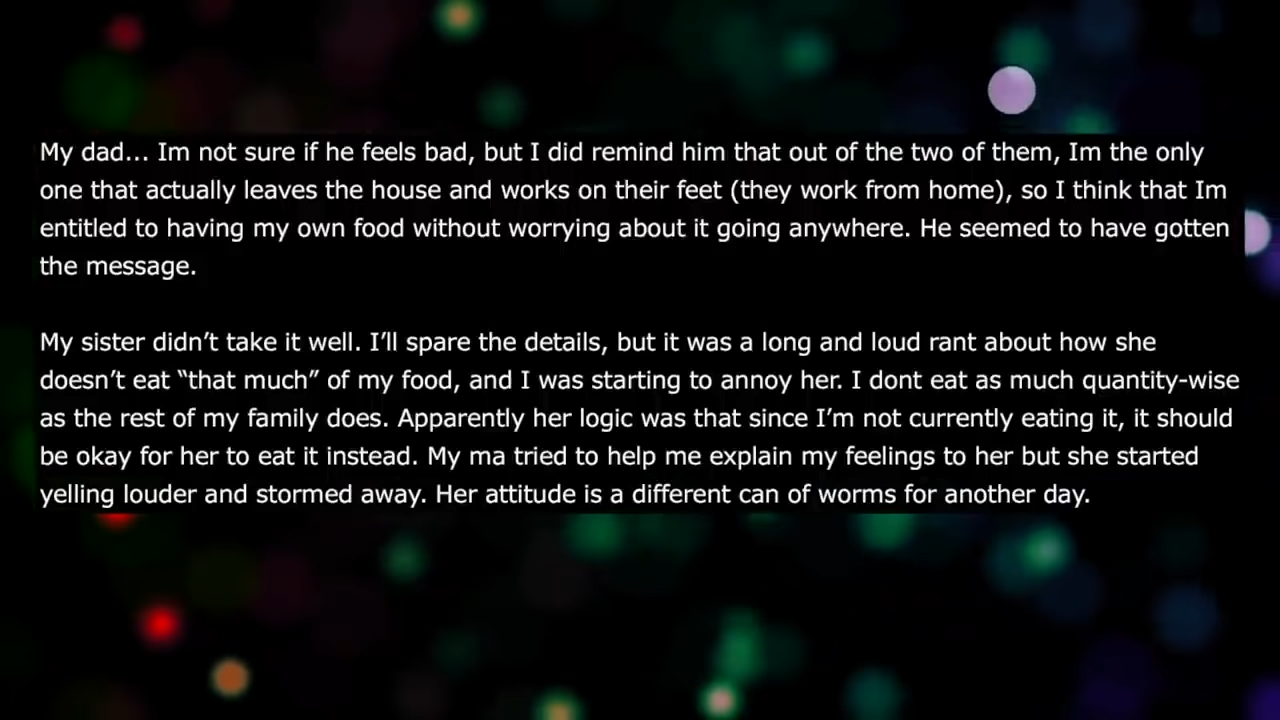 My dad... Im not sure if he feels bad, but I did remind him that out of the two of them, Im the only
one that actually leaves the house and works on their feet (they work from home), so I think that Im
entitled to having my own food without worrying about it going anywhere. He seemed to have gotten
the message.
My sister didn’t take it well. I’ll spare the details, but it was a long and loud rant about how she
doesn’t eat “that much” of my food, and I was starting to annoy her. I dont eat as much quantity-wise
as the rest of my family does. Apparently her logic was that since I’m not currently eating it, it should
be okay for her to eat it instead. My ma tried to help me explain my feelings to her but she started
yelling louder and stormed away. Her attitude is a different can of worms for another day.